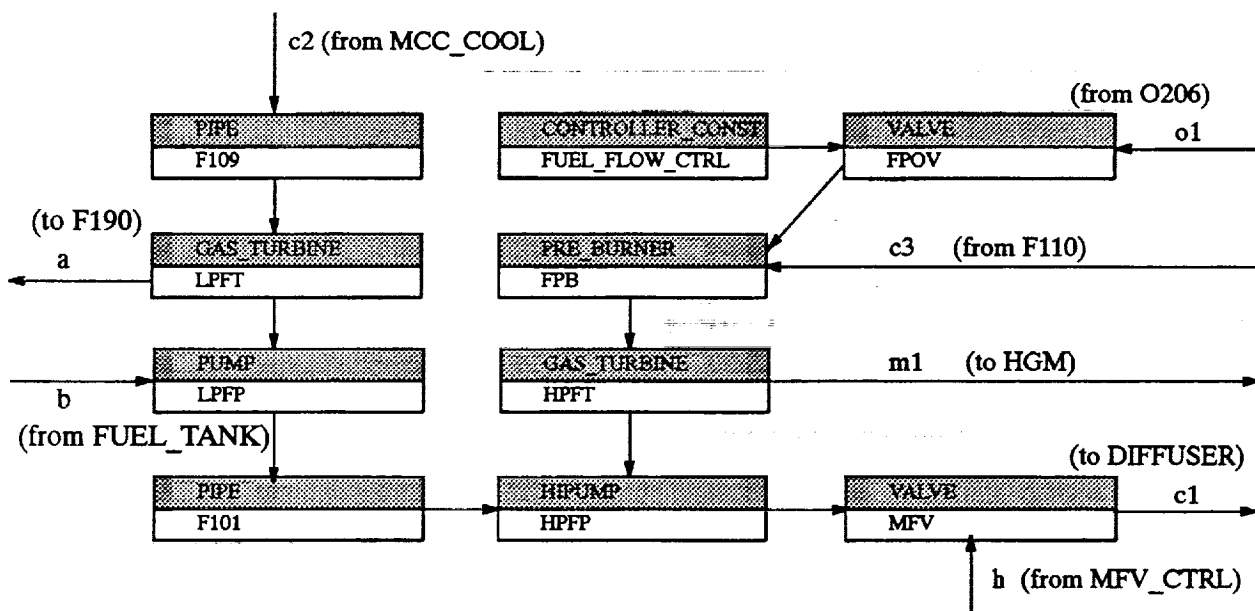 c2 (from MCC_COOL)
(from O206)
PIPE
F109
CONTROLLER_CONST
FUEL_FLOW_CTRL
VALVE
FPOV
o1
(to F190)
a
GAS_TURBINE
LPFT
PRE_BURNER
FPB
c3 (from F110)
PUMP
LPFP
b
(from FUEL_TANK)
GAS_TURBINE
HPFT
m1 (to HGM)
(to DIFFUSER)
PIPE
F101
HIPUMP
HPFP
VALVE
MFV
c1
h (from MFV_CTRL)